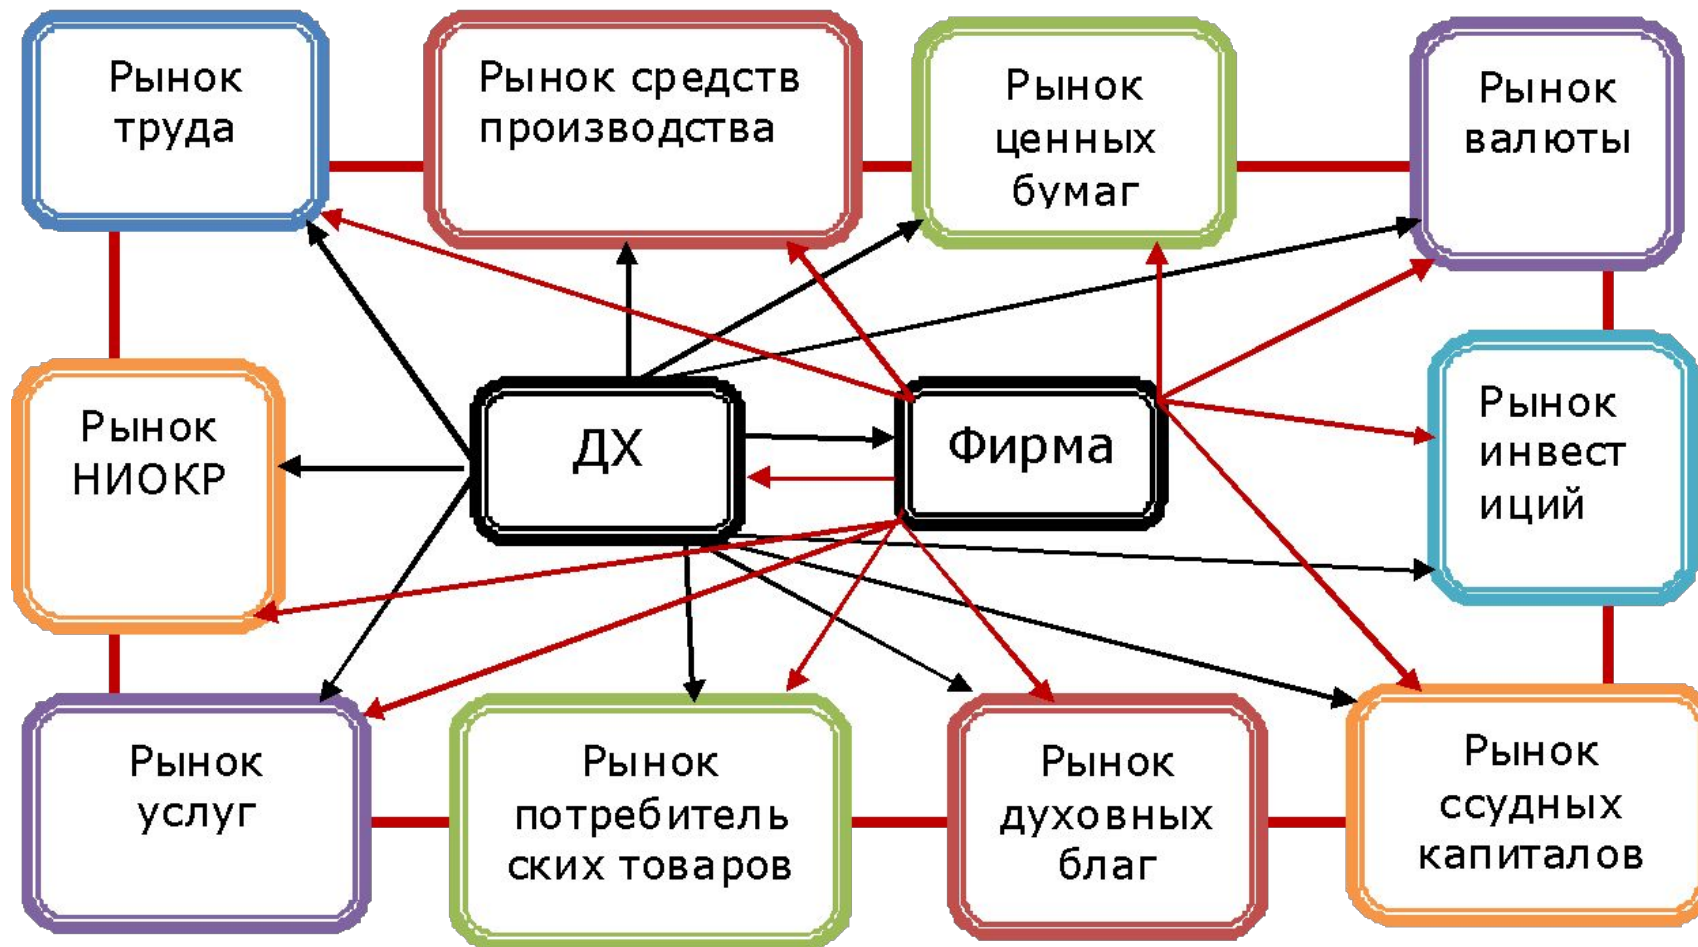 Рынок
труда
Рынок средств
производства
Рынок
ценных
бумаг
Рынок
валюты
Рынок
НИОКР
ДХ
Фирма
Рынок
инвест
иций
Рынок
услуг
Рынок
потребитель
ских товаров
Рынок
духовных
благ
Рынок
ссудных
капиталов